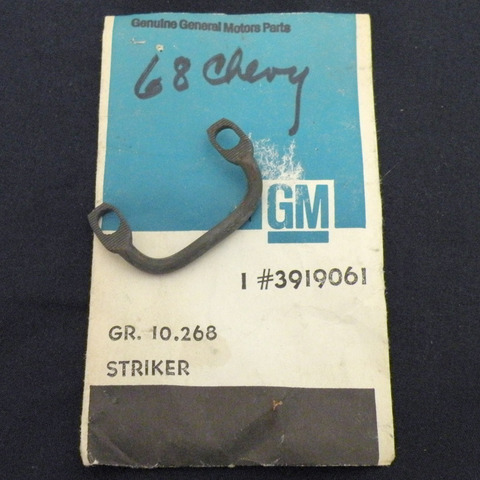 Genuine General Motors Parts
68 Chevy
GM
1 #3919061
GR. 10.268
STRIKER